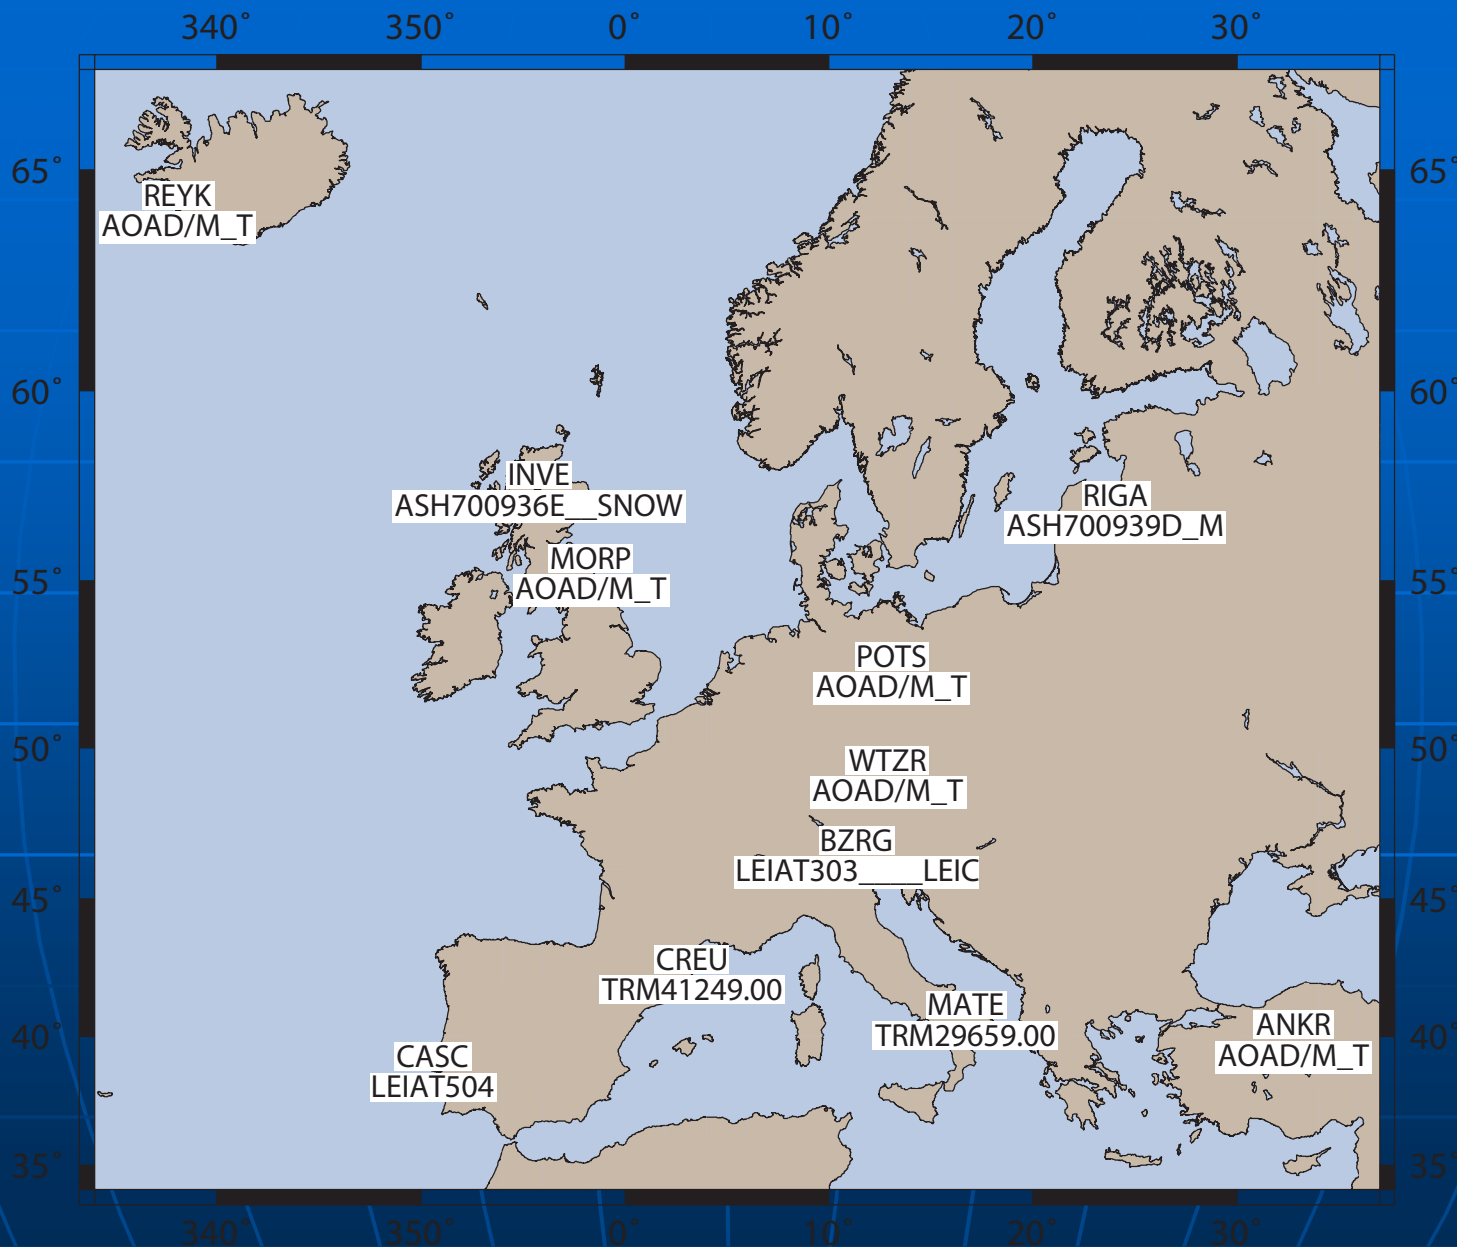 340° 350° 0° 10° 20° 30°
65° 65°
REYK
AOAD/M_T
60° 60°
INVE
ASH700936E__SNOW
RIGA
ASH700939D_M
MORP
AOAD/M_T
55° 55°
POTS
AOAD/M_T
50° 50°
WTZR
AOAD/M_T
BZRG
LEIAT303____LEIC
45° 45°
CREU
TRM41249.00
MATE
TRM29659.00
ANKR
AOAD/M_T
40° 40°
CASC
LEIAT504
35° 35°
340° 350° 0° 10° 20° 30°